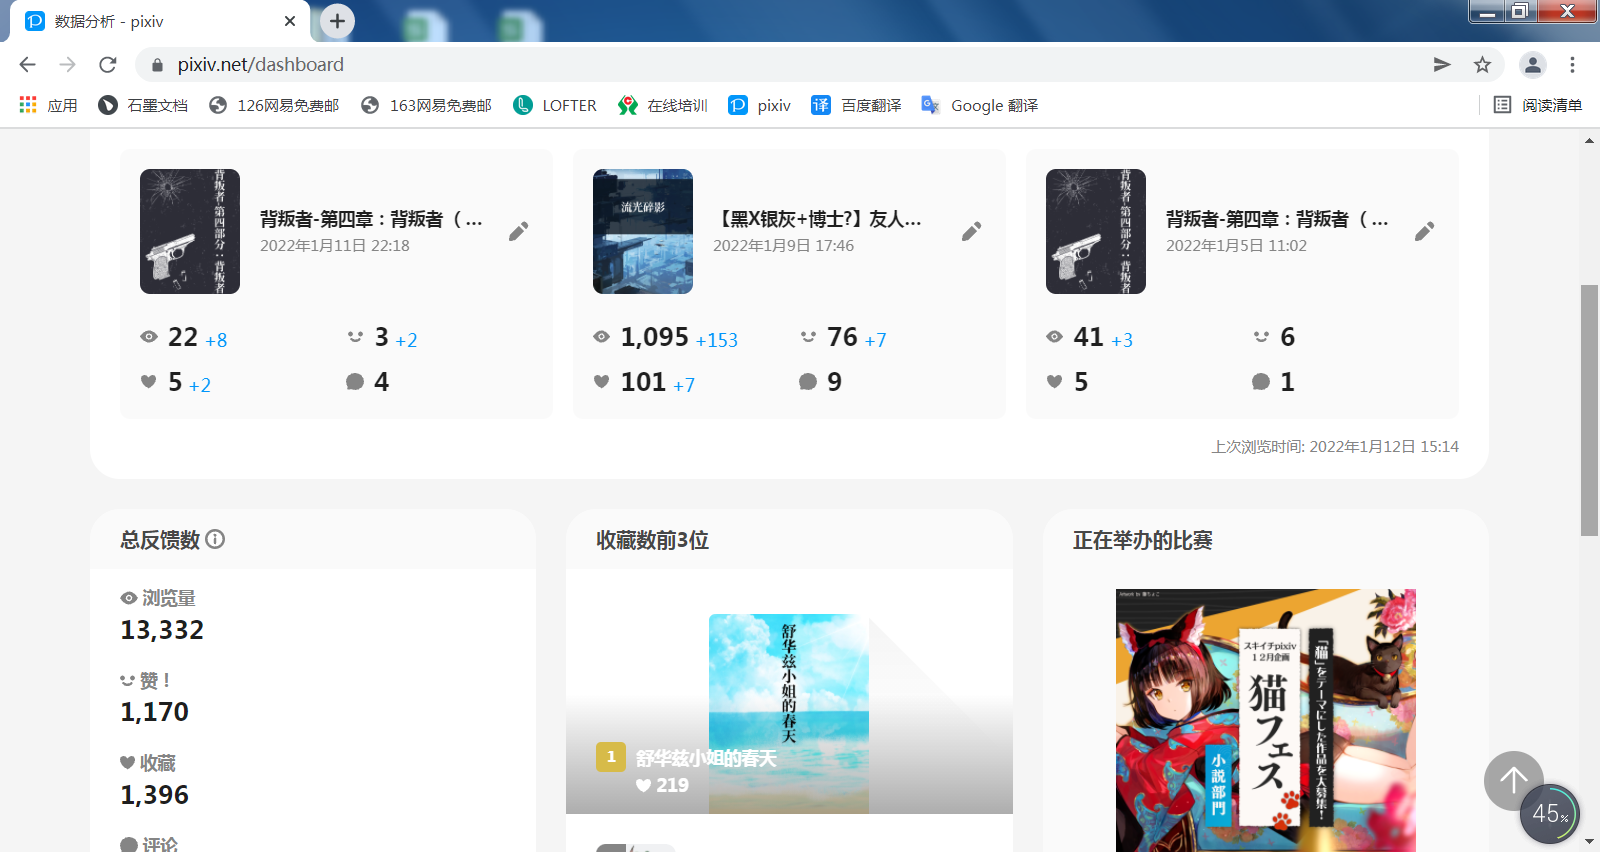 数据分析 - pixiv
pixiv.net/dashboard
应用 石墨文档 126网易免费邮 163网易免费邮 LOFTER 在线培训 pixiv 译 百度翻译 Google 翻译 阅读清单
背叛者 第四部分：背叛者
背叛者-第四章：背叛者（ ...
2022年1月11日 22:18
22 +8 3 +2
5 +2 4
流光碎影
【黑X银灰+博士?】友人...
2022年1月9日 17:46
1,095 +153 76 +7
101 +7 9
背叛者 第四部分：背叛者
背叛者-第四章：背叛者（ ...
2022年1月5日 11:02
41 +3 6
5 1
上次浏览时间: 2022年1月12日 15:14
总反馈数
浏览量
13,332
赞！
1,170
收藏
1,396
评论
收藏数前3位
舒华兹小姐的春天
1 舒华兹小姐的春天
219
正在举办的比赛
スキイチpixiv
12月企画
猫フェス
「猫」をテーマにした作品を大募集！
小説部門
45%